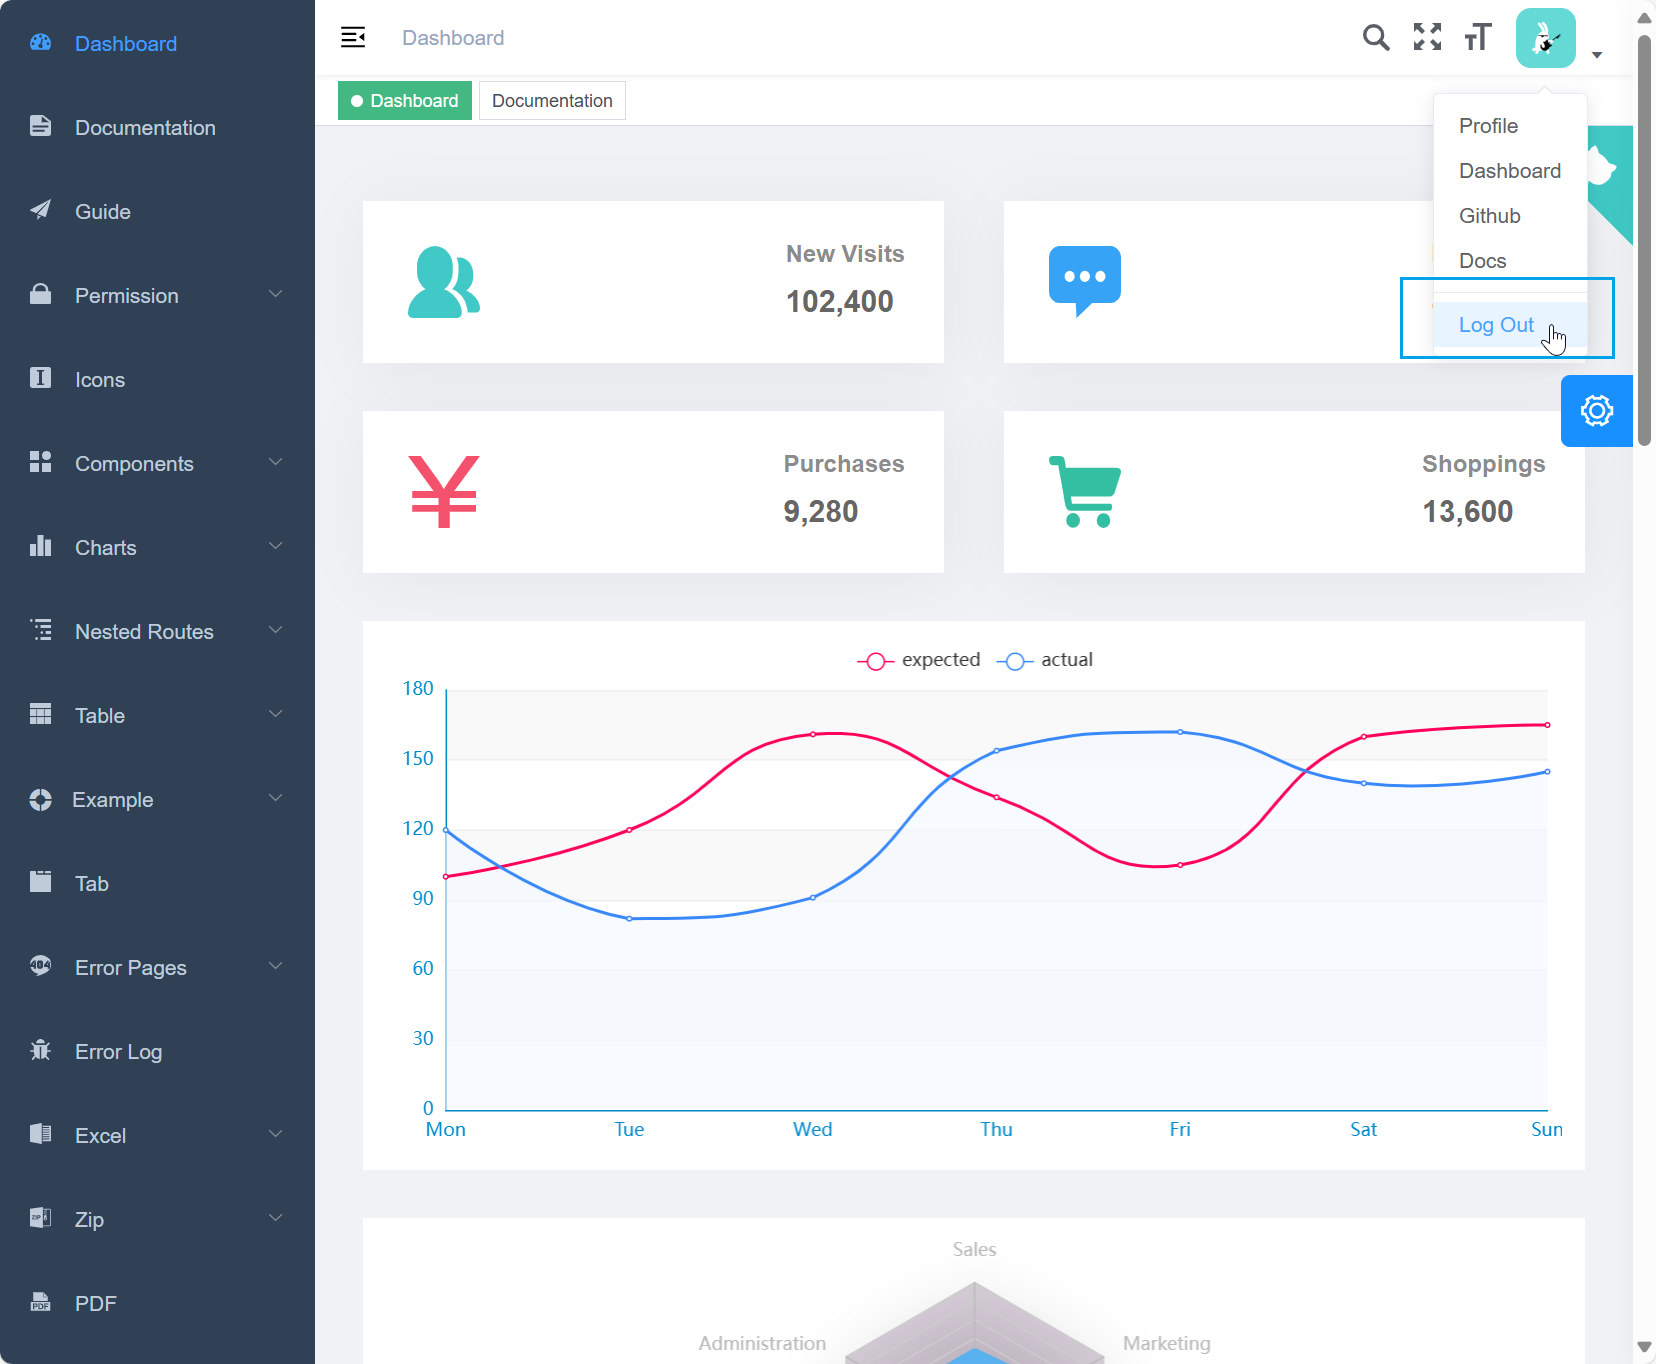 Dashboard
Documentation
Guide
Permission
Icons
Components
Charts
Nested Routes
Table
Example
Tab
404
Error Pages
Error Log
Excel
ZIP
Zip
PDF
PDF
Dashboard
Dashboard
Documentation
Profile
Dashboard
Github
Docs
Log Out
New Visits
102,400
Purchases
9,280
Shoppings
13,600
expected
actual
180
150
120
90
60
30
0
Mon
Tue
Wed
Thu
Fri
Sat
Sun
Sales
Administration
Marketing